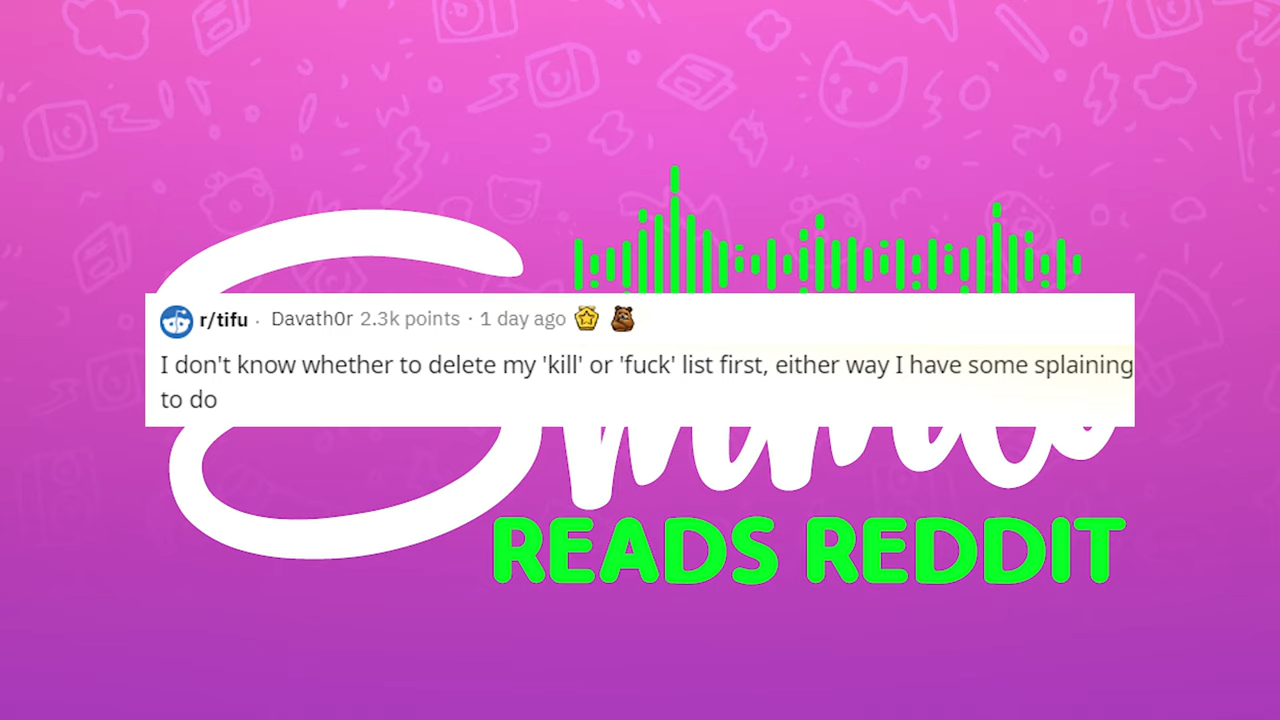 r/tifu · Davath0r 2.3k points · 1 day ago
I don't know whether to delete my 'kill' or 'fuck' list first, either way I have some splaining
to do
READS REDDIT